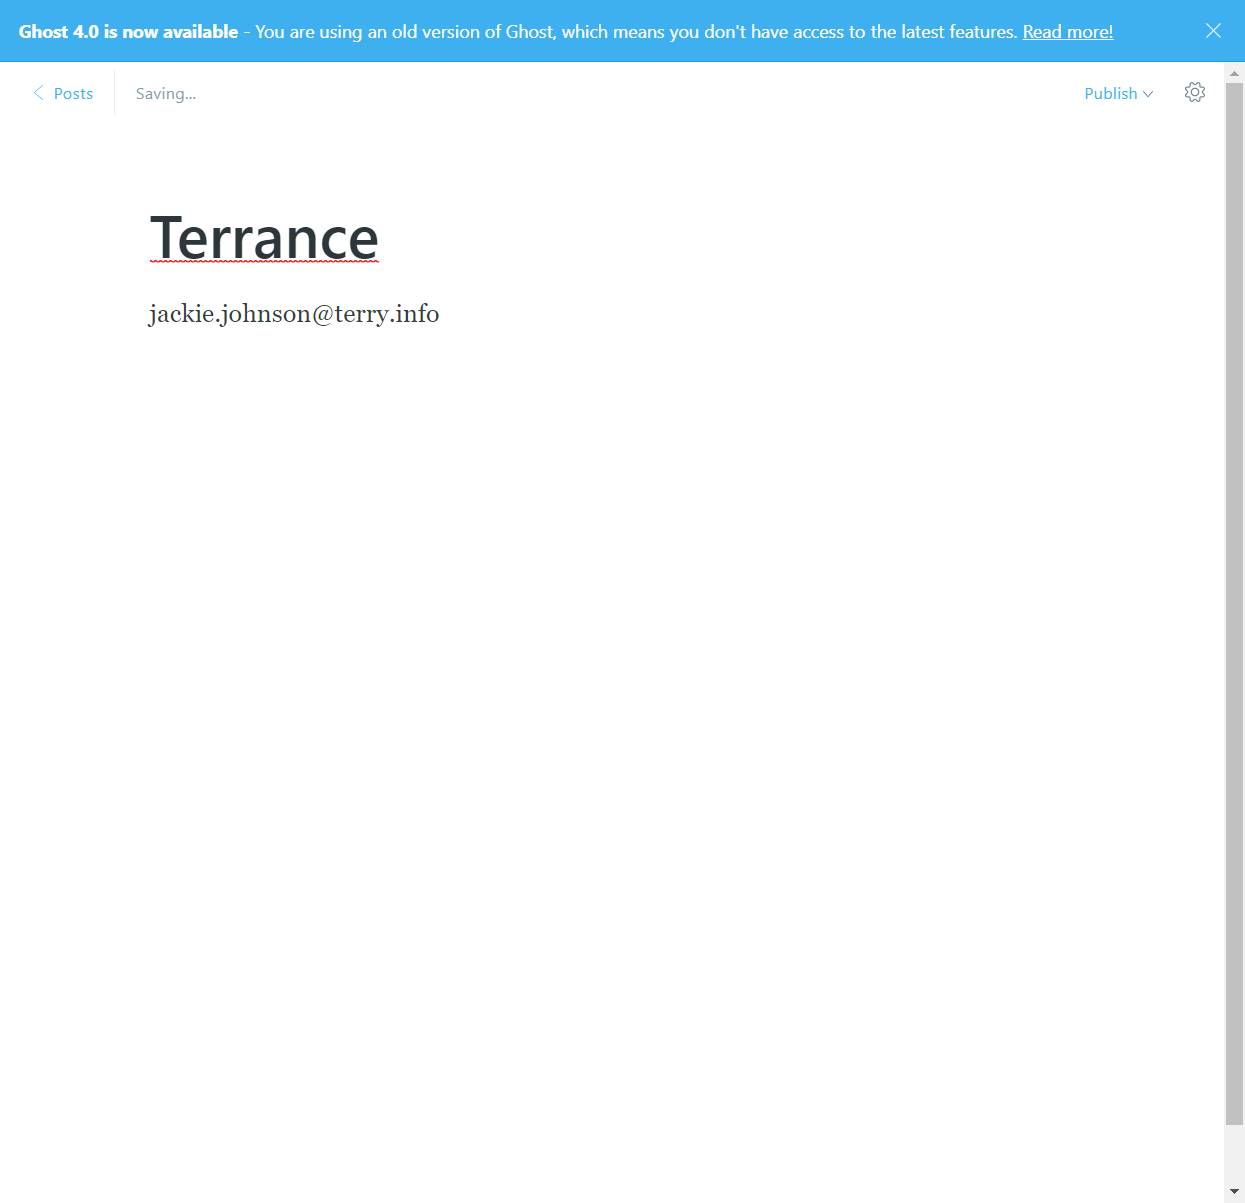 Ghost 4.0 is now available - You are using an old version of Ghost, which means you don't have access to the latest features. Read more!
Posts
Saving...
Publish
Terrance
jackie.johnson@terry.info